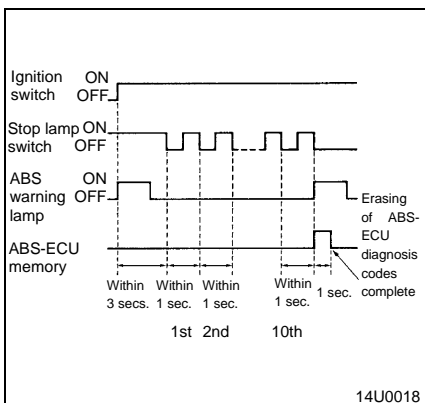 Ignition ON
switch OFF
Stop lamp ON
switch OFF
ABS ON
warning OFF
lamp
ABS-ECU
memory
Erasing
of ABS-
ECU
diagnosis
codes
complete
Within Within Within Within 1 sec.
3 secs. 1 sec. 1 sec. 1 sec.
1st 2nd 10th
14U0018